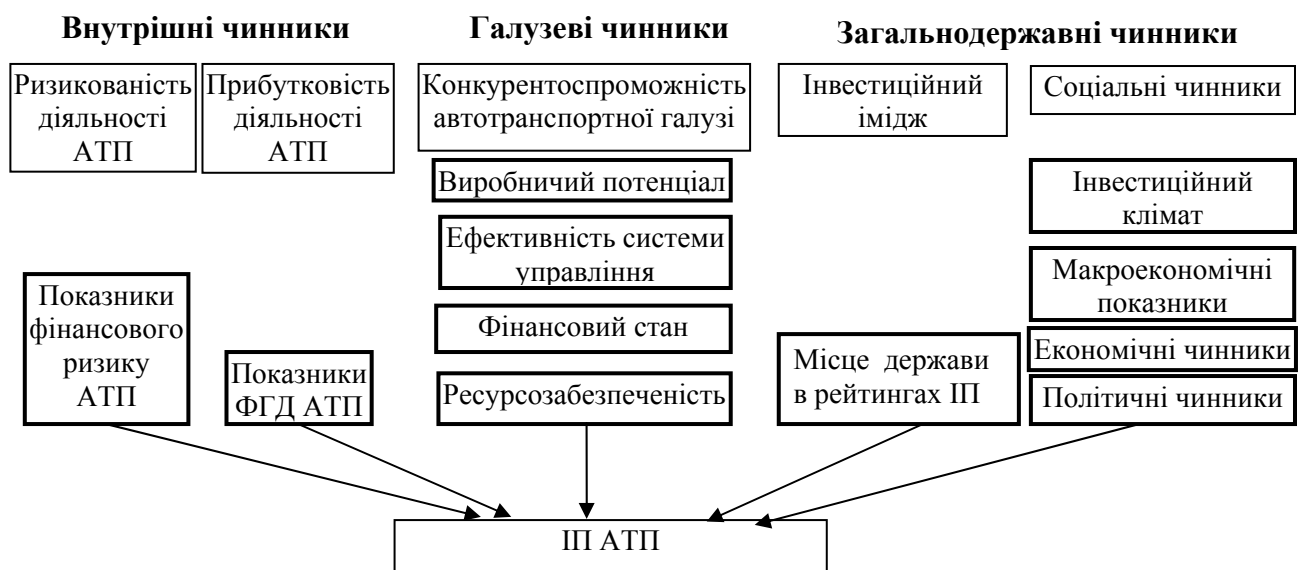 Внутрішні чинники
Галузеві чинники
Загальнодержавні чинники
Ризикованість
діяльності
АТП
Прибутковість
діяльності
АТП
Конкурентоспроможність
автотранспортної галузі
Інвестиційний
імідж
Соціальні чинники
Виробничий потенціал
Ефективність системи
управління
Фінансовий стан
Ресурсозабезпеченість
Інвестиційний
клімат
Макроекономічні
показники
Економічні чинники
Політичні чинники
Показники
фінансового
ризику
АТП
Показники
ФГД АТП
Місце держави
в рейтингах ІП
ІП АТП